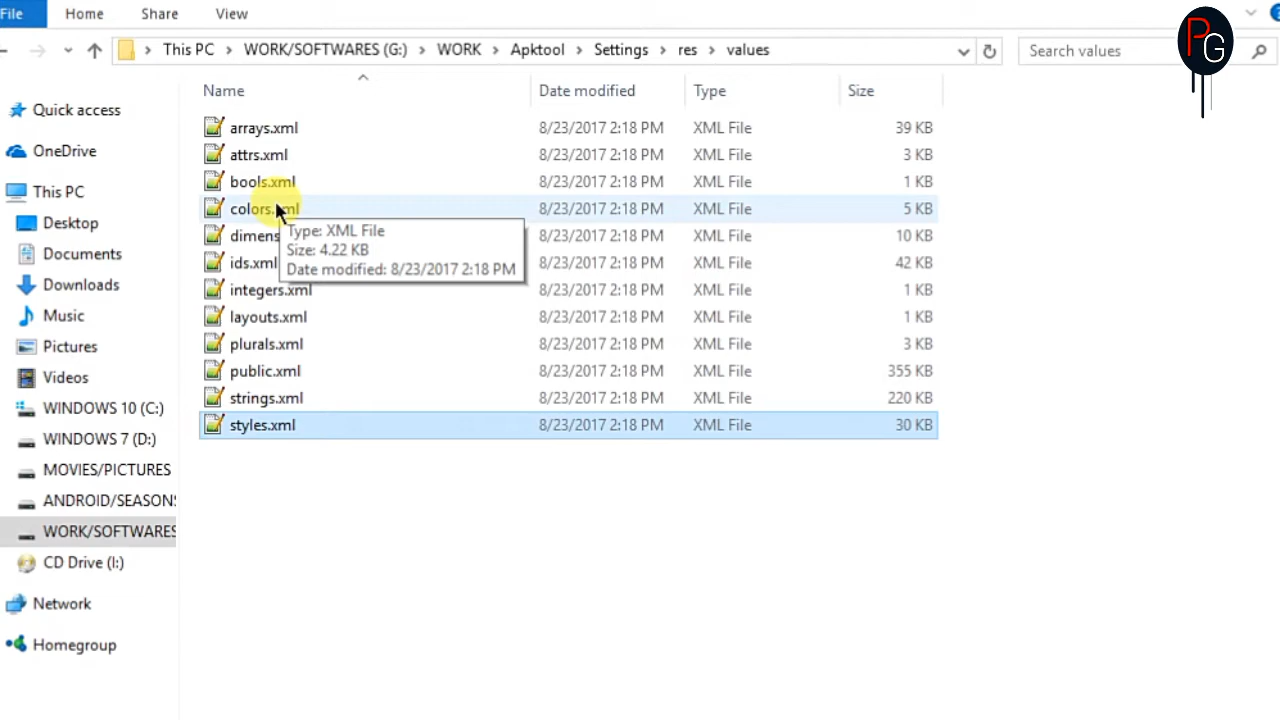 File Home Share View
This PC WORK/SOFTWARES (G:) WORK Apktool Settings res values Search values
PG
Name Date modified Type Size
Quick access
OneDrive
This PC
Desktop
Documents
Downloads
Music
Pictures
Videos
WINDOWS 10 (C:)
WINDOWS 7 (D:)
MOVIES/PICTURES
ANDROID/SEASONS
WORK/SOFTWARES
CD Drive (I:)
Network
Homegroup
arrays.xml 8/23/2017 2:18 PM XML File 39 KB
attrs.xml 8/23/2017 2:18 PM XML File 3 KB
bools.xml 8/23/2017 2:18 PM XML File 1 KB
colors.xml 8/23/2017 2:18 PM XML File 5 KB
dimens 8/23/2017 2:18 PM XML File 10 KB
ids.xml 8/23/2017 2:18 PM XML File 42 KB
integers.xml 8/23/2017 2:18 PM XML File 1 KB
layouts.xml 8/23/2017 2:18 PM XML File 1 KB
plurals.xml 8/23/2017 2:18 PM XML File 3 KB
public.xml 8/23/2017 2:18 PM XML File 355 KB
strings.xml 8/23/2017 2:18 PM XML File 220 KB
styles.xml 8/23/2017 2:18 PM XML File 30 KB
Type: XML File
Size: 4.22 KB
Date modified: 8/23/2017 2:18 PM